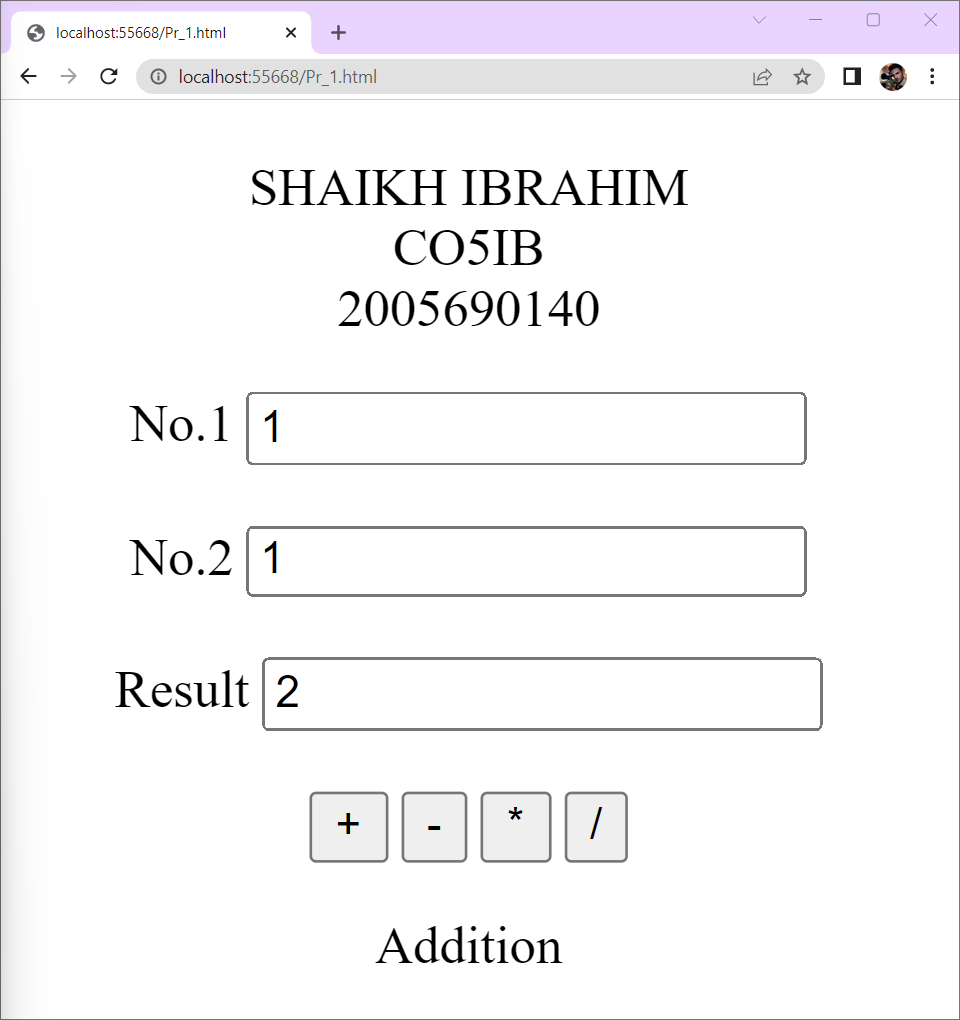 localhost:55668/Pr_1.html
localhost:55668/Pr_1.html
SHAIKH IBRAHIM
CO5IB
2005690140
No.1 1
No.2 1
Result 2
+ - * /
Addition